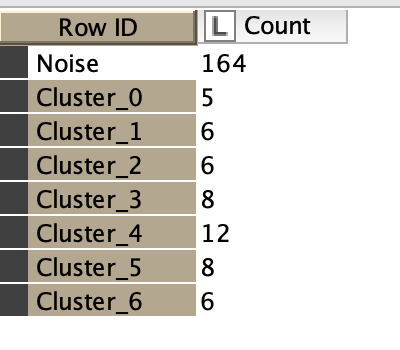 Row ID L Count
Noise 164
Cluster_0 5
Cluster_1 6
Cluster_2 6
Cluster_3 8
Cluster_4 12
Cluster_5 8
Cluster_6 6